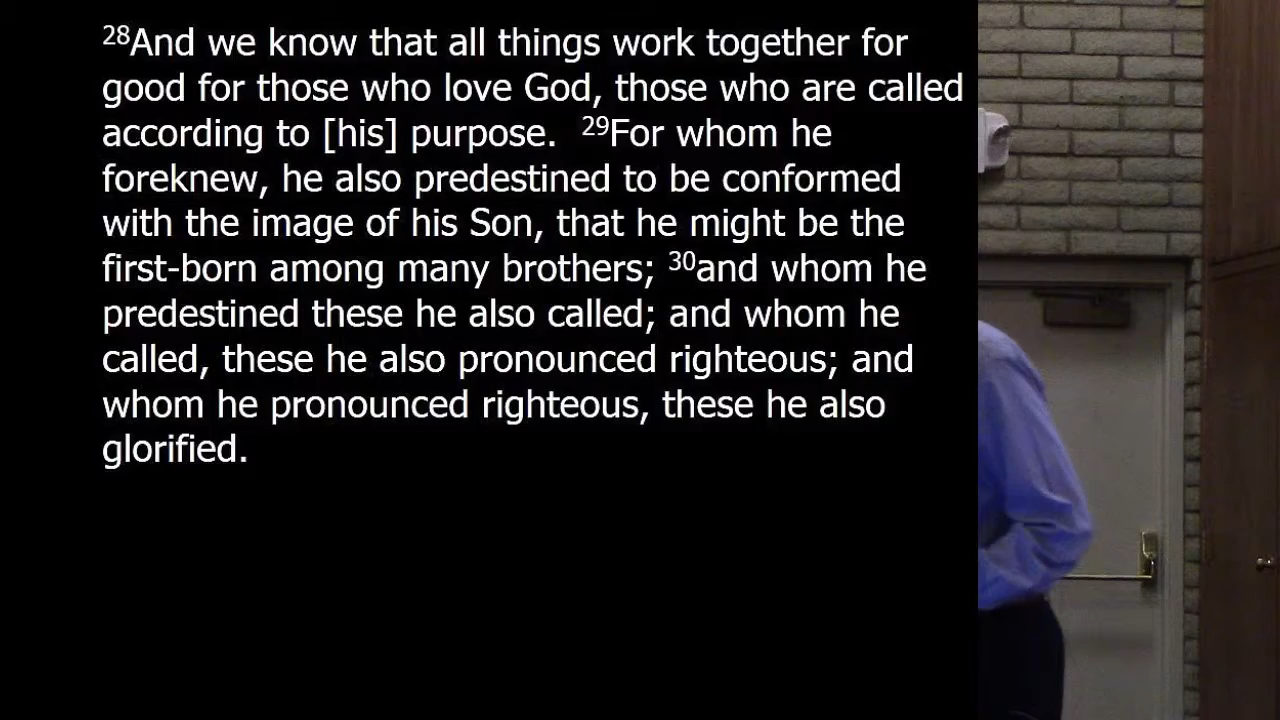 ²⁸And we know that all things work together for
good for those who love God, those who are called
according to [his] purpose. ²⁹For whom he
foreknew, he also predestined to be conformed
with the image of his Son, that he might be the
first-born among many brothers; ³⁰and whom he
predestined these he also called; and whom he
called, these he also pronounced righteous; and
whom he pronounced righteous, these he also
glorified.